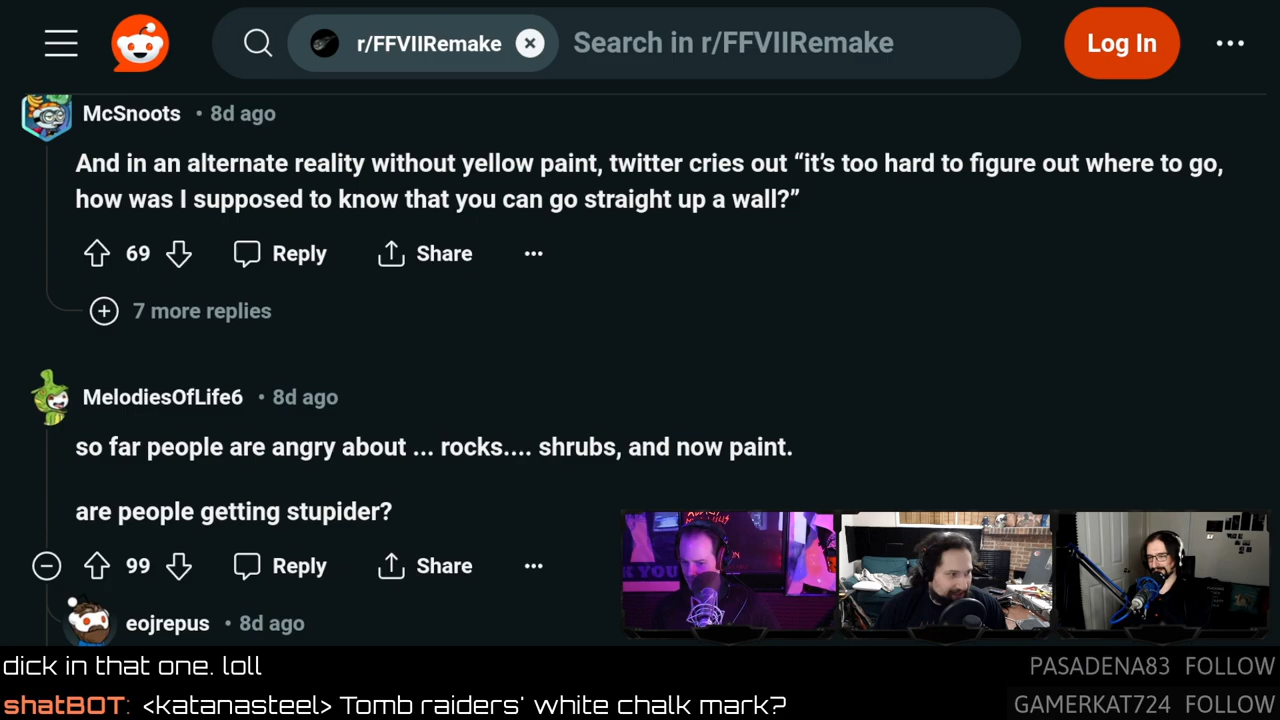 r/FFVIIRemake
Search in r/FFVIIRemake
Log In
McSnoots • 8d ago
And in an alternate reality without yellow paint, twitter cries out “it’s too hard to figure out where to go,
how was I supposed to know that you can go straight up a wall?”
69 Reply Share
7 more replies
MelodiesOfLife6 • 8d ago
so far people are angry about ... rocks.... shrubs, and now paint.
are people getting stupider?
99 Reply Share
eojrepus • 8d ago
dick in that one. loll
PASADENA83 FOLLOW
shatBOT: <katanasteel> Tomb raiders' white chalk mark?
GAMERKAT724 FOLLOW